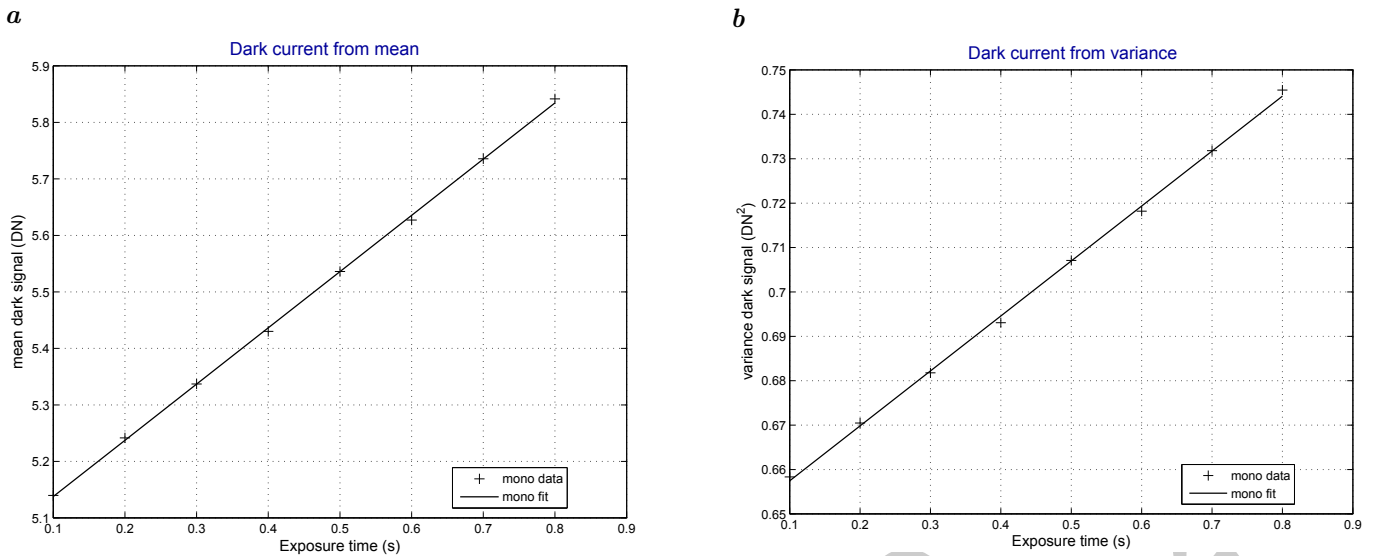 a
Dark current from mean
5.9
5.8
5.7
5.6
5.5
5.4
5.3
5.2
5.1
mean dark signal (DN)
mono data
mono fit
0.1 0.2 0.3 0.4 0.5 0.6 0.7 0.8 0.9
Exposure time (s)
b
Dark current from variance
0.75
0.74
0.73
0.72
0.71
0.7
0.69
0.68
0.67
0.66
0.65
variance dark signal (DN²)
mono data
mono fit
0.1 0.2 0.3 0.4 0.5 0.6 0.7 0.8 0.9
Exposure time (s)